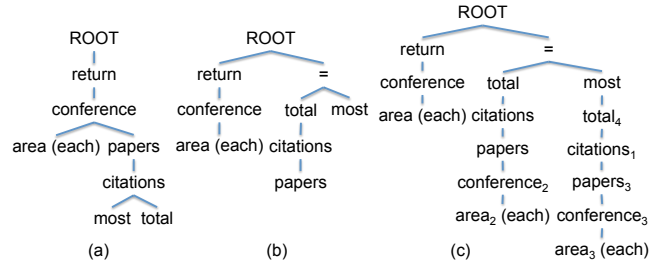 ROOT
return
conference
area (each) papers
citations
most total
(a)
ROOT
return =
conference total most
area (each) citations
papers
(b)
ROOT
return =
conference total most
area (each) citations total₄
papers citations₁
conference₂ papers₃
area₂ (each) conference₃
area₃ (each)
(c)